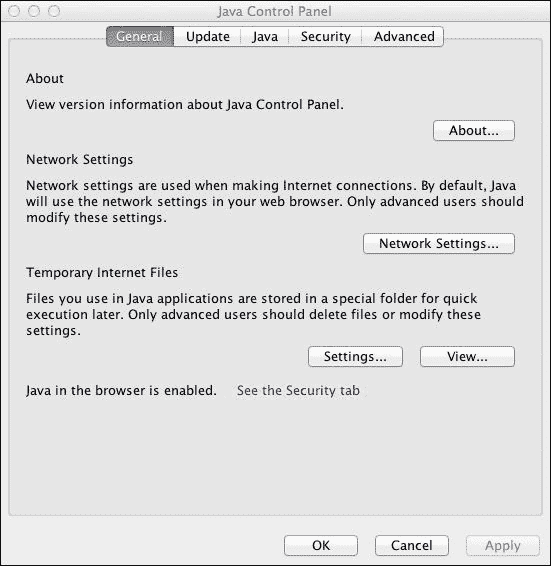 Java Control Panel
General Update Java Security Advanced
About
View version information about Java Control Panel.
About...
Network Settings
Network settings are used when making Internet connections. By default, Java
will use the network settings in your web browser. Only advanced users should
modify these settings.
Network Settings...
Temporary Internet Files
Files you use in Java applications are stored in a special folder for quick
execution later. Only advanced users should delete files or modify these
settings.
Settings... View...
Java in the browser is enabled. See the Security tab
OK Cancel Apply